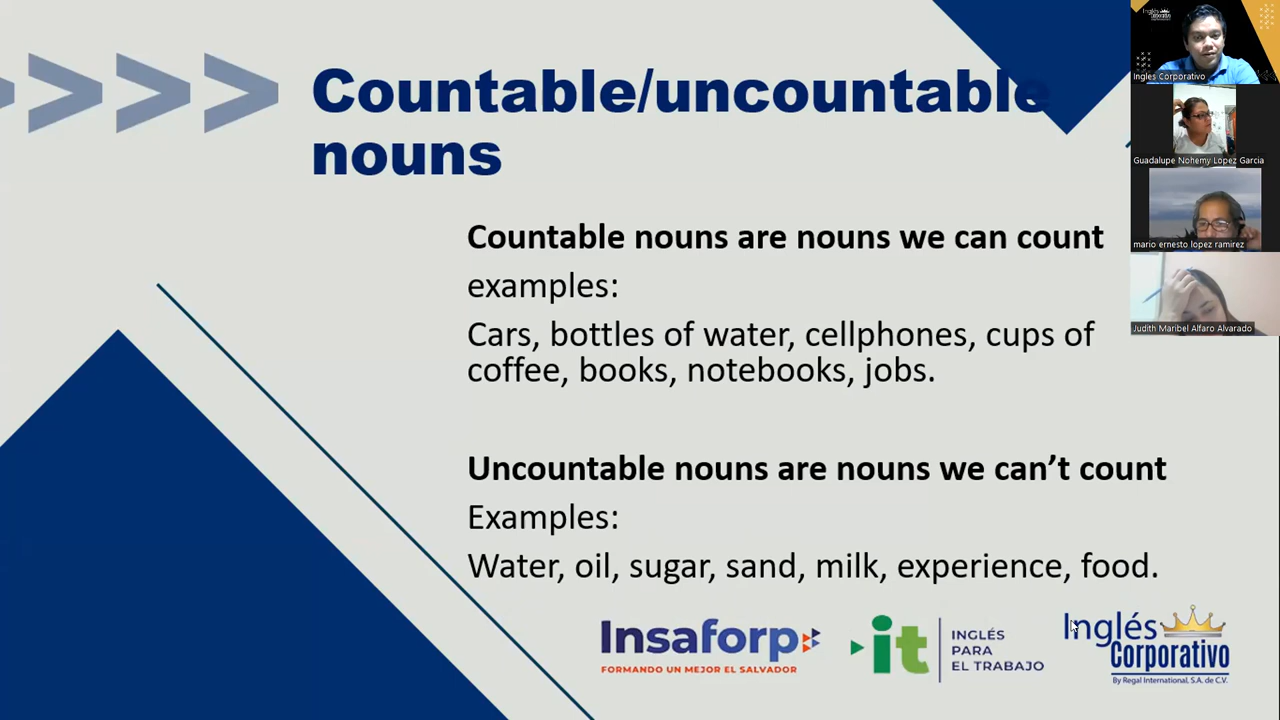 Countable/uncountable
nouns
Countable nouns are nouns we can count
examples:
Cars, bottles of water, cellphones, cups of
coffee, books, notebooks, jobs.
Uncountable nouns are nouns we can't count
Examples:
Water, oil, sugar, sand, milk, experience, food.
Insaforp
FORMANDO UN MEJOR EL SALVADOR
it
INGLÉS
PARA
EL TRABAJO
Inglés
Corporativo
By Regal International, S.A. de C.V.
Inglés
Corporativo
Ingles Corporativo
Guadalupe Nohemy Lopez Garcia
mario ernesto lopez ramirez
Judith Maribel Alfaro Alvarado